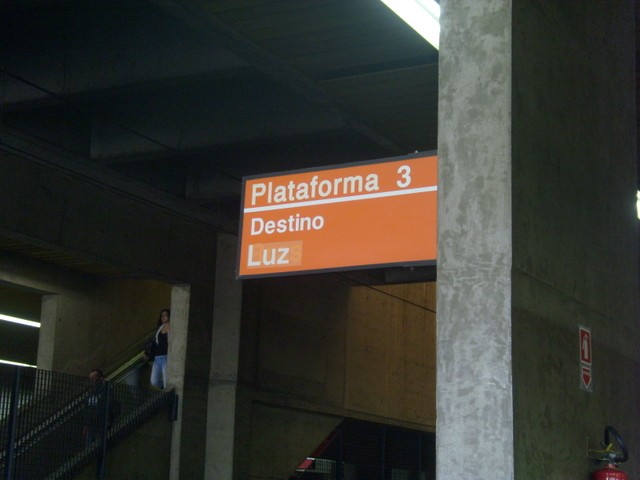 Plataforma 3
Destino
Luz